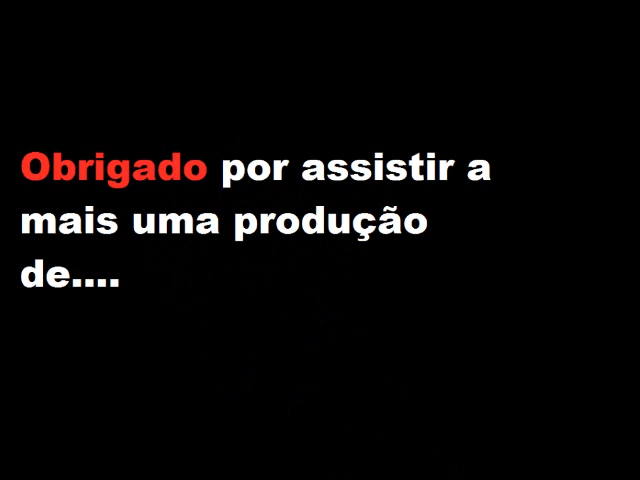 Obrigado por assistir a
mais uma produção
de....